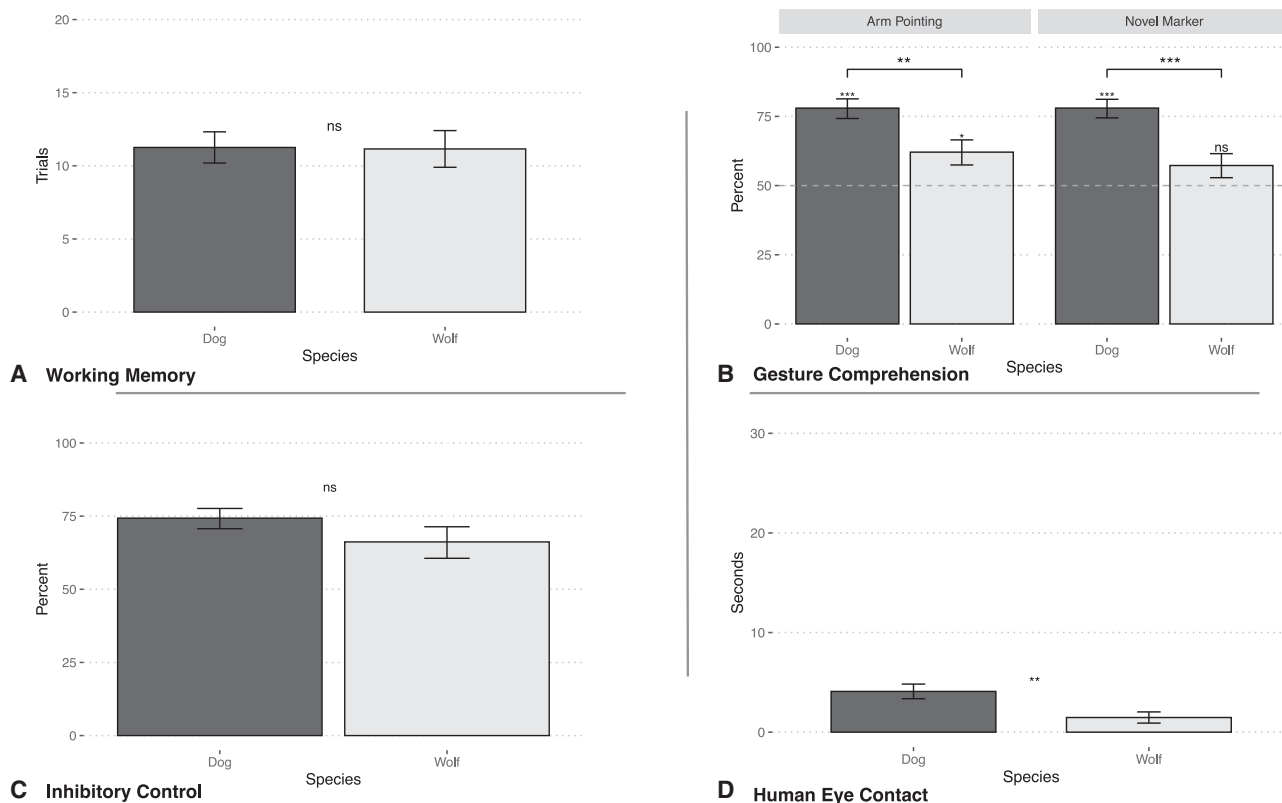 20
15
10
5
0
Trials
ns
Dog
Wolf
Species
A Working Memory
Arm Pointing
Novel Marker
100
75
50
25
0
Percent
**
***
***
*
***
ns
Dog
Wolf
Dog
Wolf
Species
B Gesture Comprehension
100
75
50
25
0
Percent
ns
Dog
Wolf
Species
C Inhibitory Control
30
20
10
0
Seconds
**
Dog
Wolf
Species
D Human Eye Contact